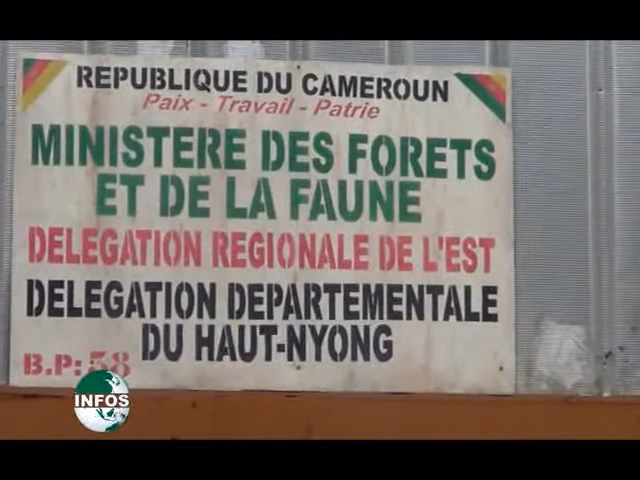 REPUBLIQUE DU CAMEROUN
Paix - Travail - Patrie
MINISTERE DES FORETS
ET DE LA FAUNE
DELEGATION REGIONALE DE L'EST
DELEGATION DEPARTEMENTALE
DU HAUT-NYONG
B.P: 38
INFOS